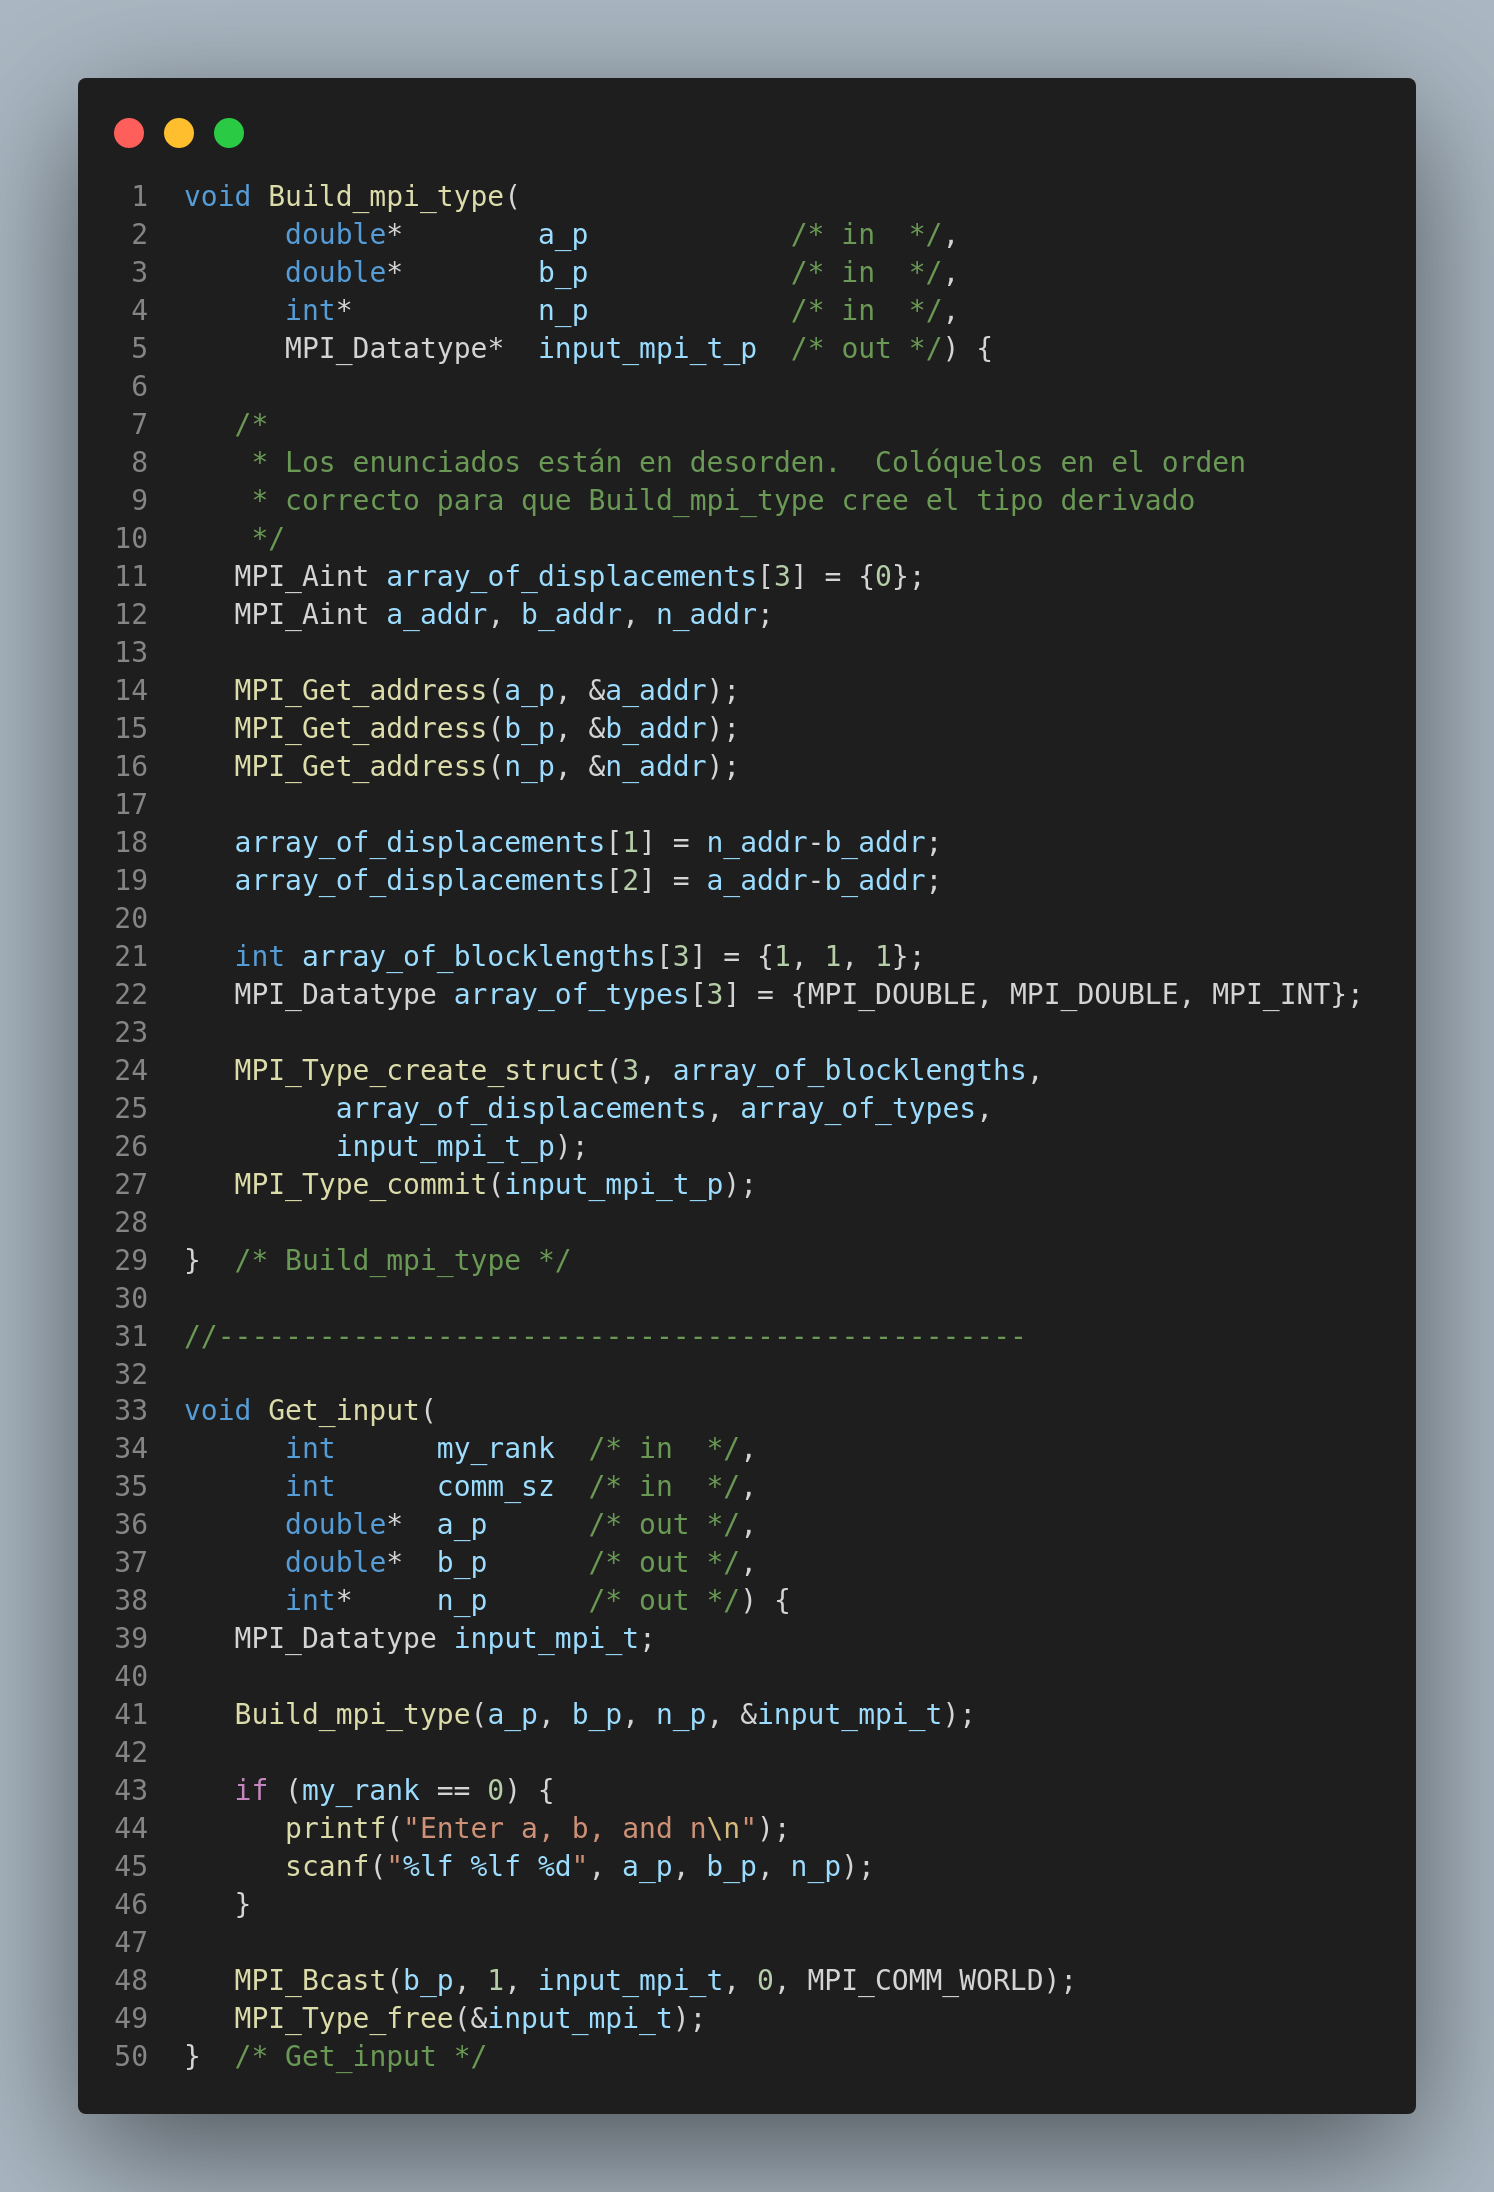 1 void Build_mpi_type(
2       double*        a_p            /* in  */,
3       double*        b_p            /* in  */,
4       int*           n_p            /* in  */,
5       MPI_Datatype*  input_mpi_t_p  /* out */) {
6
7    /*
8     * Los enunciados están en desorden.  Colóquelos en el orden
9     * correcto para que Build_mpi_type cree el tipo derivado
10     */
11    MPI_Aint array_of_displacements[3] = {0};
12    MPI_Aint a_addr, b_addr, n_addr;
13
14    MPI_Get_address(a_p, &a_addr);
15    MPI_Get_address(b_p, &b_addr);
16    MPI_Get_address(n_p, &n_addr);
17
18    array_of_displacements[1] = n_addr-b_addr;
19    array_of_displacements[2] = a_addr-b_addr;
20
21    int array_of_blocklengths[3] = {1, 1, 1};
22    MPI_Datatype array_of_types[3] = {MPI_DOUBLE, MPI_DOUBLE, MPI_INT};
23
24    MPI_Type_create_struct(3, array_of_blocklengths,
25          array_of_displacements, array_of_types,
26          input_mpi_t_p);
27    MPI_Type_commit(input_mpi_t_p);
28
29 }  /* Build_mpi_type */
30
31 //------------------------------------------------
32
33 void Get_input(
34       int      my_rank  /* in  */,
35       int      comm_sz  /* in  */,
36       double*  a_p      /* out */,
37       double*  b_p      /* out */,
38       int*     n_p      /* out */) {
39    MPI_Datatype input_mpi_t;
40
41    Build_mpi_type(a_p, b_p, n_p, &input_mpi_t);
42
43    if (my_rank == 0) {
44       printf("Enter a, b, and n\n");
45       scanf("%lf %lf %d", a_p, b_p, n_p);
46    }
47
48    MPI_Bcast(b_p, 1, input_mpi_t, 0, MPI_COMM_WORLD);
49    MPI_Type_free(&input_mpi_t);
50 }  /* Get_input */